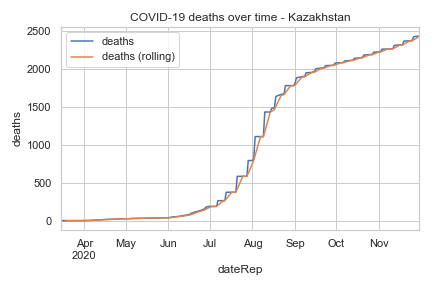 COVID-19 deaths over time - Kazakhstan
deaths
deaths (rolling)
2500
2000
1500
1000
500
0
deaths
Apr May Jun Jul Aug Sep Oct Nov
2020
dateRep